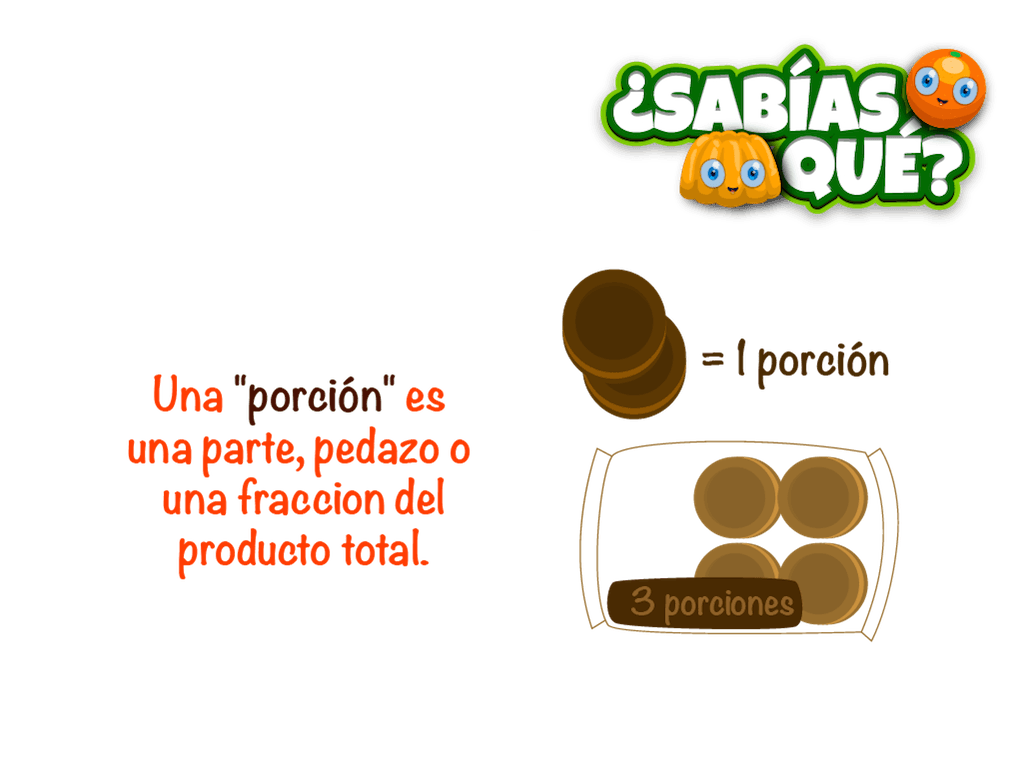 ¿SABÍAS
QUÉ?
= 1 porción
Una "porción" es
una parte, pedazo o
una fraccion del
producto total.
3 porciones